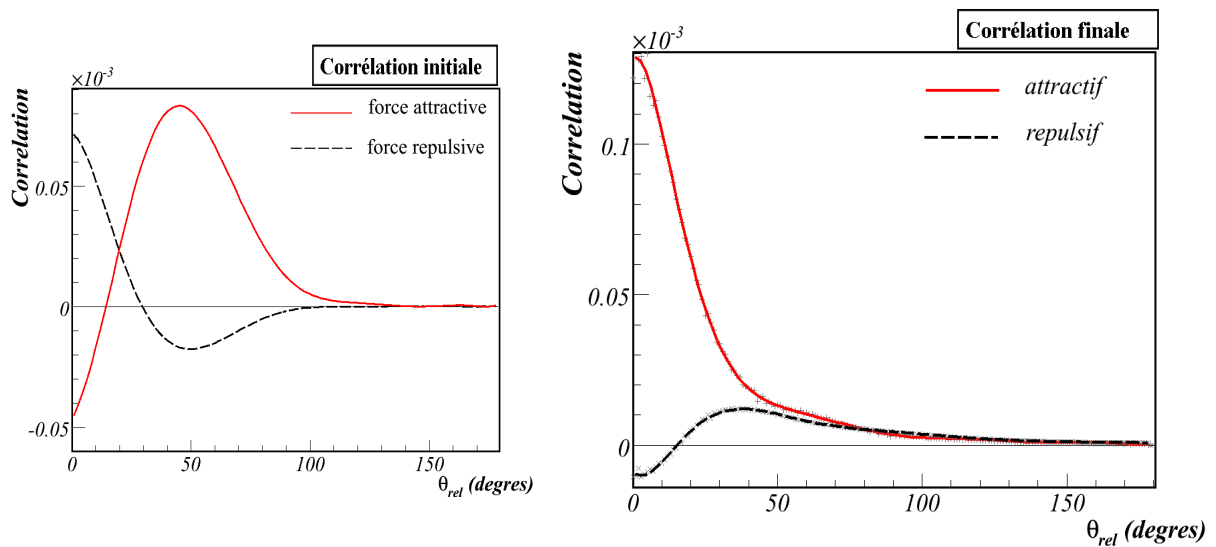 Corrélation initiale
×10⁻³
force attractive
force repulsive
Correlation
0.05
0
-0.05
0
50
100
150
θrel (degres)
Corrélation finale
×10⁻³
attractif
repulsif
Correlation
0.1
0.05
0
0
50
100
150
θrel (degres)